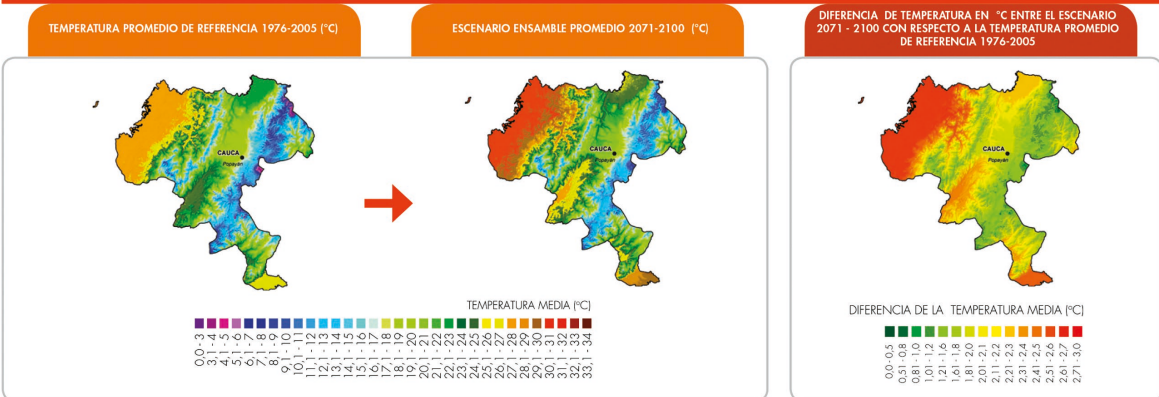 TEMPERATURA PROMEDIO DE REFERENCIA 1976-2005 (°C)
ESCENARIO ENSAMBLE PROMEDIO 2071-2100 (°C)
DIFERENCIA DE TEMPERATURA EN °C ENTRE EL ESCENARIO
2071 - 2100 CON RESPECTO A LA TEMPERATURA PROMEDIO
DE REFERENCIA 1976-2005
CAUCA
Popayán
CAUCA
Popayán
CAUCA
Popayán
TEMPERATURA MEDIA (°C)
0,0 - 3
3,1 - 4
4,1 - 5
5,1 - 6
6,1 - 7
7,1 - 8
8,1 - 9
9,1 - 10
10,1 - 11
11,1 - 12
12,1 - 13
13,1 - 14
14,1 - 15
15,1 - 16
16,1 - 17
17,1 - 18
18,1 - 19
19,1 - 20
20,1 - 21
21,1 - 22
22,1 - 23
23,1 - 24
24,1 - 25
25,1 - 26
26,1 - 27
27,1 - 28
28,1 - 29
29,1 - 30
30,1 - 31
31,1 - 32
32,1 - 33
33,1 - 34
DIFERENCIA DE LA TEMPERATURA MEDIA (°C)
0,0-0,5
0,51 - 0,8
0,81 - 1,0
1,01 - 1,2
1,21 - 1,6
1,61 - 1,8
1,81 - 2,0
2,01 - 2,1
2,11 - 2,2
2,21 - 2,3
2,31 - 2,4
2,41 - 2,5
2,51 - 2,6
2,61 - 2,7
2,71 - 3,0